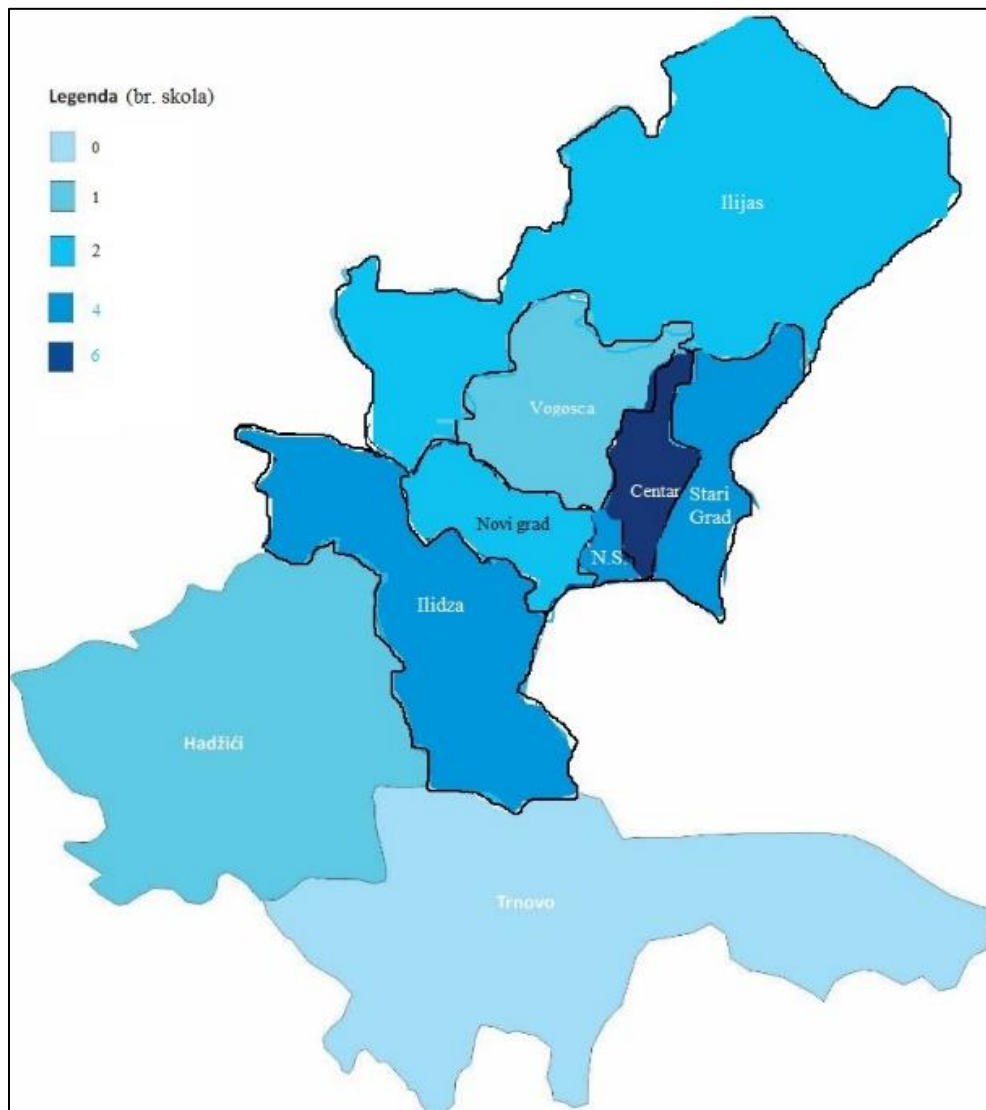 Legenda (br. skola)
0
1
2
4
6
Ilijas
Vogosca
Centar
Stari
Grad
Novi grad
N.S.
Ilidza
Hadžići
Trnovo